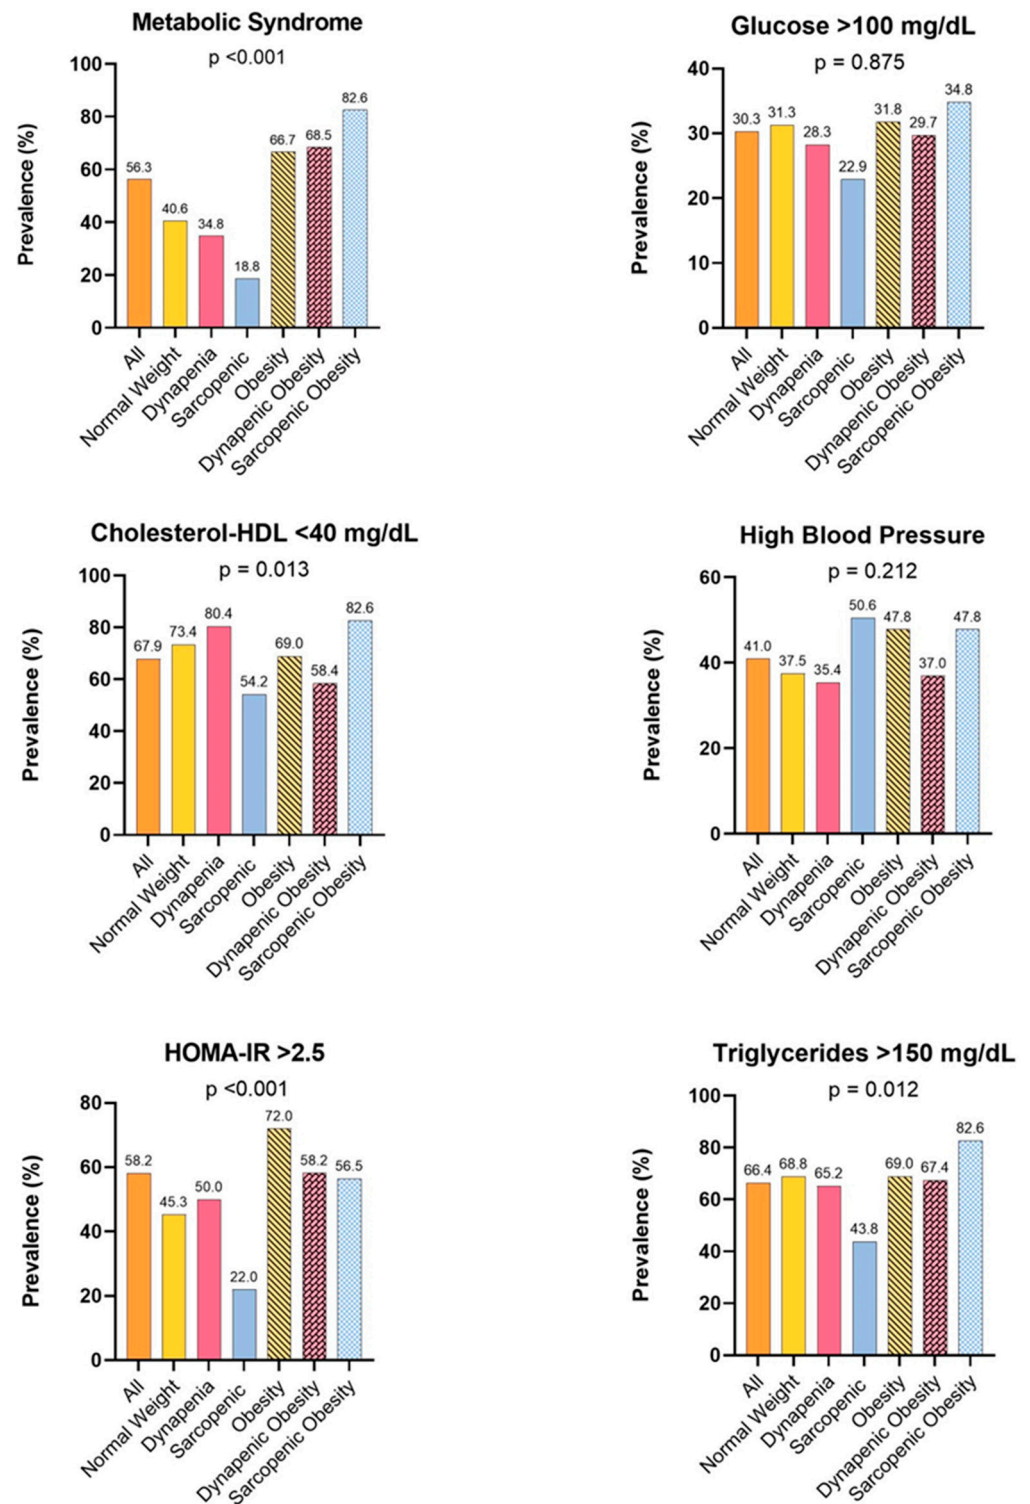 Metabolic Syndrome
p <0.001
Prevalence (%)
100
80
60
40
20
0
56.3
40.6
34.8
18.8
66.7
68.5
82.6
All
Normal Weight
Dynapenia
Sarcopenic
Obesity
Dynapenic Obesity
Sarcopenic Obesity
Glucose >100 mg/dL
p = 0.875
Prevalence (%)
40
30
20
10
0
30.3
31.3
28.3
22.9
31.8
29.7
34.8
All
Normal Weight
Dynapenia
Sarcopenic
Obesity
Dynapenic Obesity
Sarcopenic Obesity
Cholesterol-HDL <40 mg/dL
p = 0.013
Prevalence (%)
100
80
60
40
20
0
67.9
73.4
80.4
54.2
69.0
58.4
82.6
All
Normal Weight
Dynapenia
Sarcopenic
Obesity
Dynapenic Obesity
Sarcopenic Obesity
High Blood Pressure
p = 0.212
Prevalence (%)
60
40
20
0
41.0
37.5
35.4
50.6
47.8
37.0
47.8
All
Normal Weight
Dynapenia
Sarcopenic
Obesity
Dynapenic Obesity
Sarcopenic Obesity
HOMA-IR >2.5
p <0.001
Prevalence (%)
80
60
40
20
0
58.2
45.3
50.0
22.0
72.0
58.2
56.5
All
Normal Weight
Dynapenia
Sarcopenic
Obesity
Dynapenic Obesity
Sarcopenic Obesity
Triglycerides >150 mg/dL
p = 0.012
Prevalence (%)
100
80
60
40
20
0
66.4
68.8
65.2
43.8
69.0
67.4
82.6
All
Normal Weight
Dynapenia
Sarcopenic
Obesity
Dynapenic Obesity
Sarcopenic Obesity